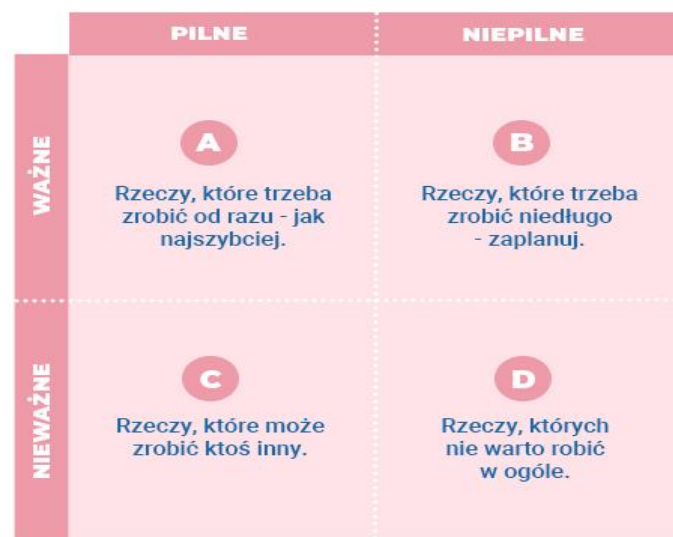 PILNE
NIEPILNE
WAŻNE
A
Rzeczy, które trzeba
zrobić od razu - jak
najszybciej.
B
Rzeczy, które trzeba
zrobić niedługo
- zaplanuj.
NIEWAŻNE
C
Rzeczy, które może
zrobić ktoś inny.
D
Rzeczy, których
nie warto robić
w ogóle.